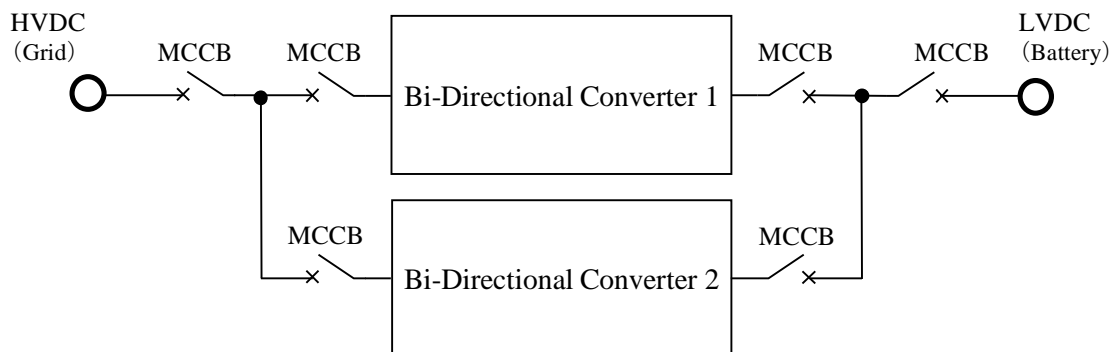 HVDC
（Grid）
LVDC
（Battery）
MCCB
MCCB
MCCB
MCCB
Bi-Directional Converter 1
MCCB
MCCB
Bi-Directional Converter 2